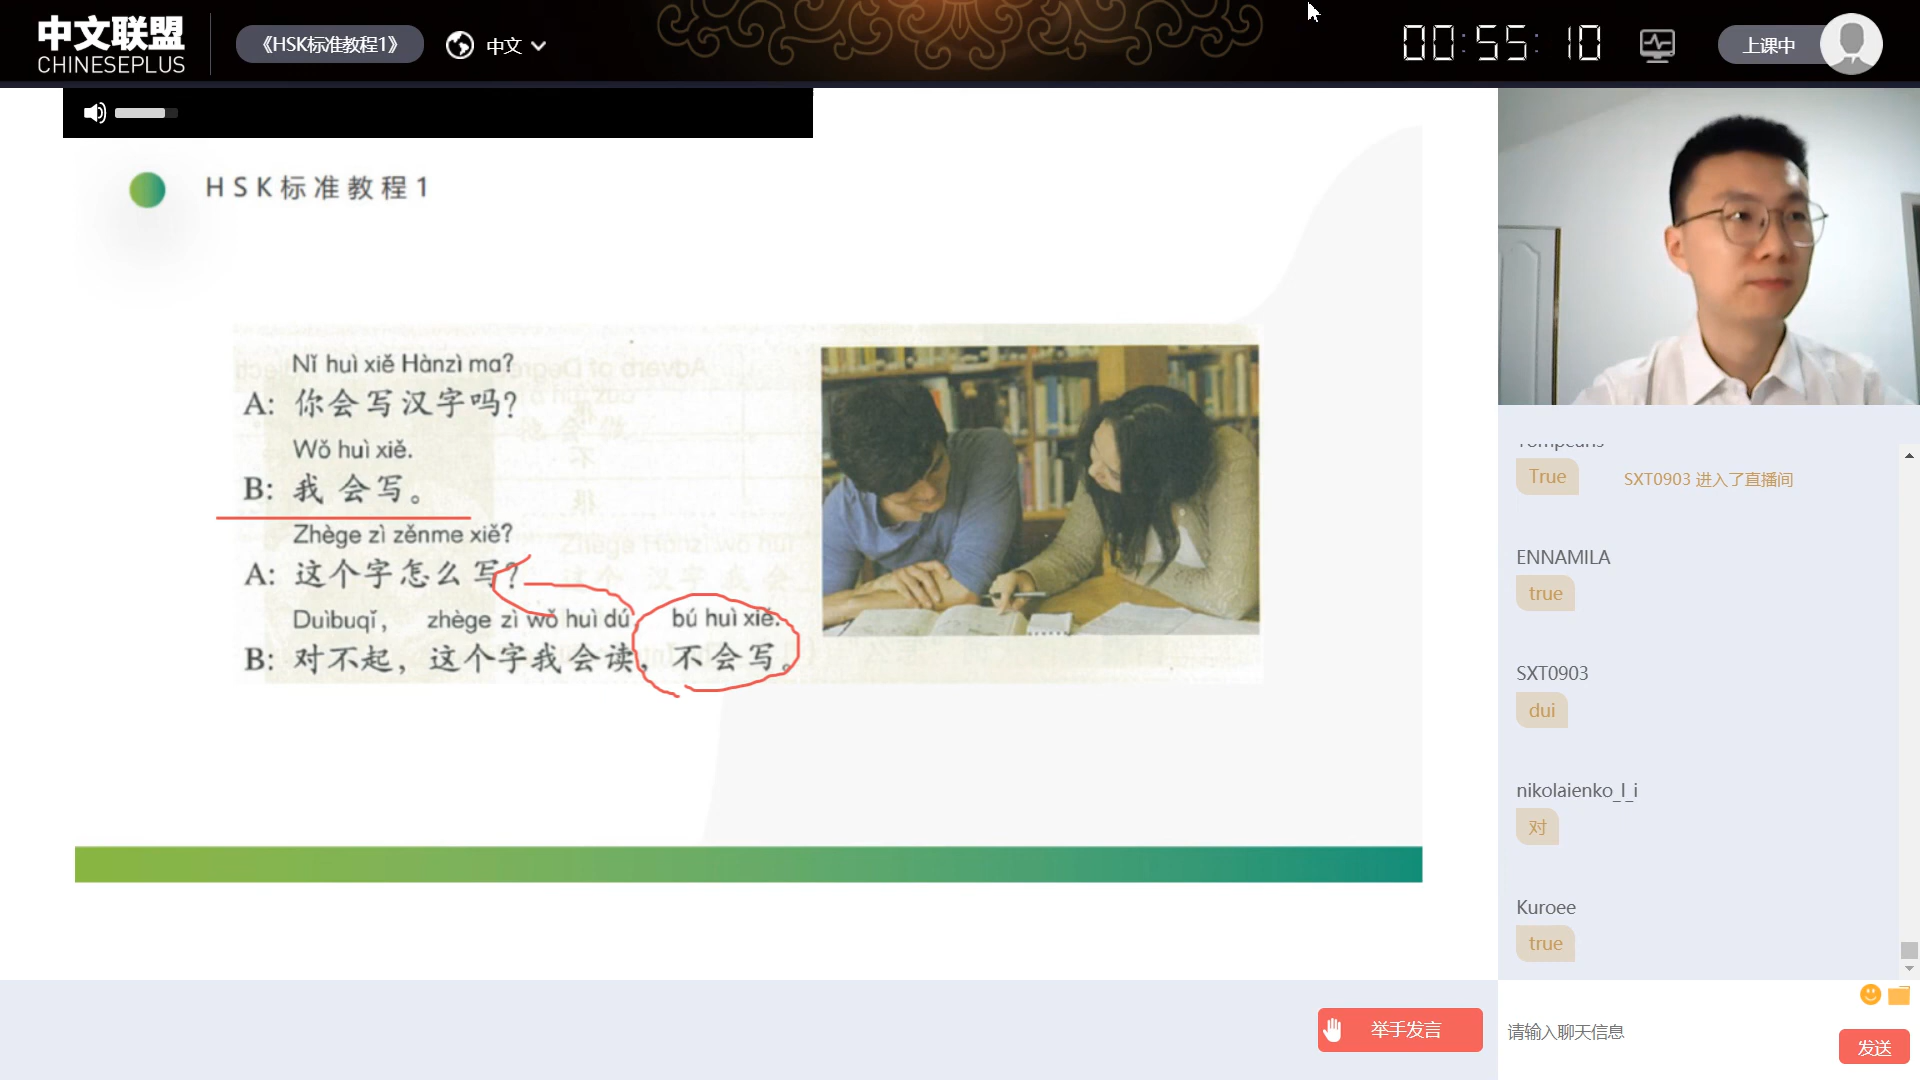 中文联盟
CHINESEPLUS
《HSK标准教程1》
中文
00:55:10
上课中
HSK标准教程1
Nǐ huì xiě Hànzì ma?
A: 你会写汉字吗?
Wǒ huì xiě.
B: 我 会写。
Zhège zì zěnme xiě?
A: 这个字怎么写?
Duìbuqǐ, zhège zì wǒ huì dú, bú huì xiě.
B: 对不起, 这个字我会读, 不会写。
True
SXT0903 进入了直播间
ENNAMILA
true
SXT0903
dui
nikolaienko_l_i
对
Kuroee
true
举手发言
请输入聊天信息
发送